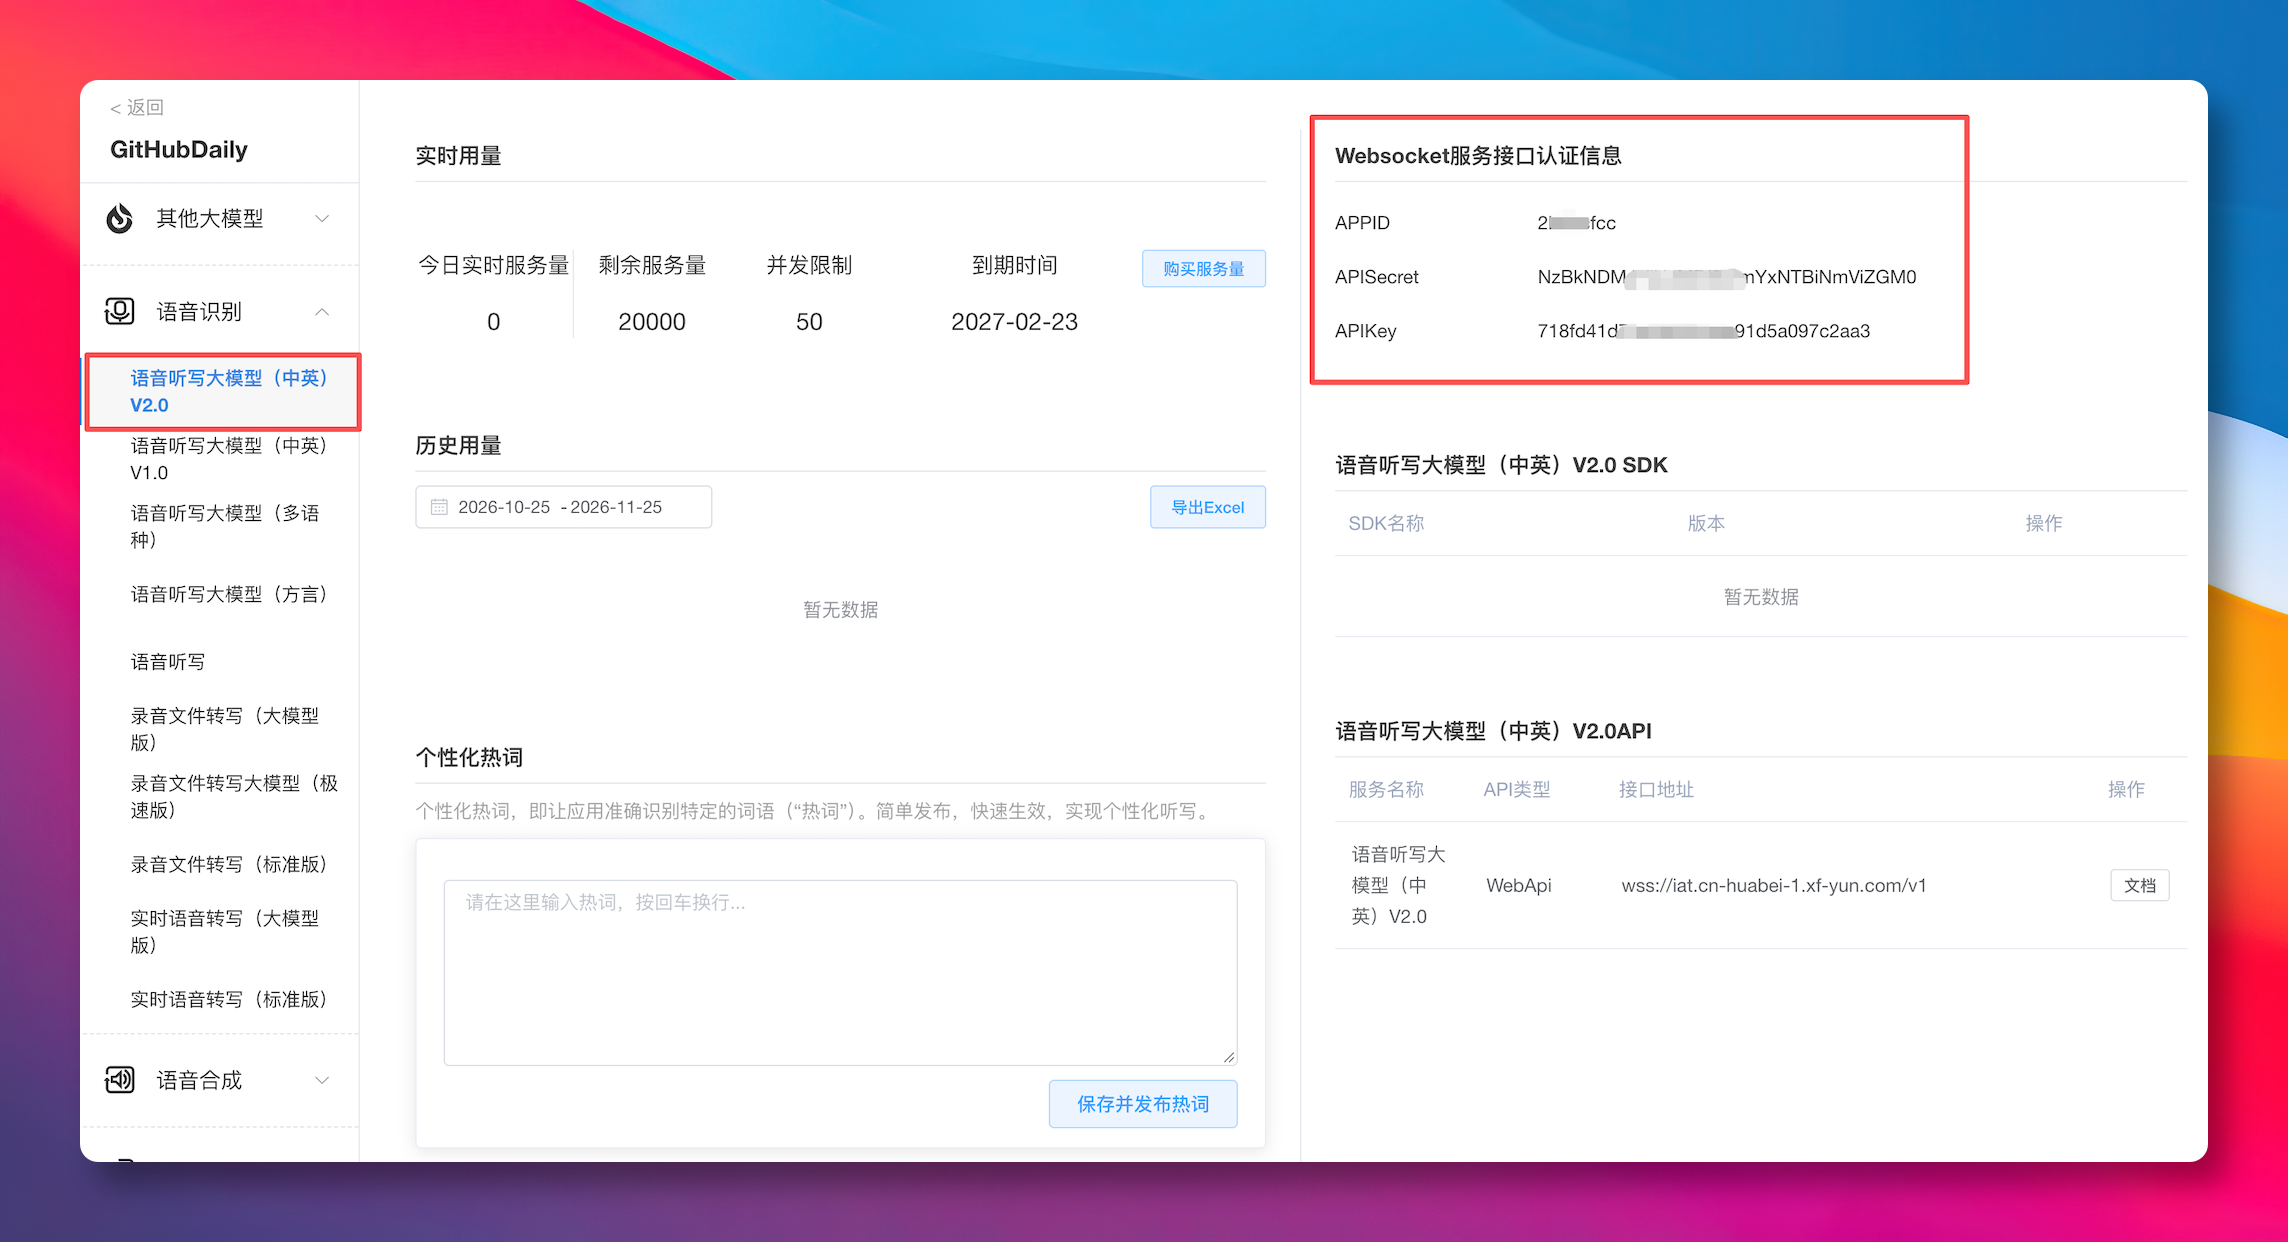 < 返回
GitHubDaily
其他大模型
语音识别
语音听写大模型（中英）
V2.0
语音听写大模型（中英）
V1.0
语音听写大模型（多语
种）
语音听写大模型（方言）
语音听写
录音文件转写（大模型
版）
录音文件转写大模型（极
速版）
录音文件转写（标准版）
实时语音转写（大模型
版）
实时语音转写（标准版）
语音合成
实时用量
今日实时服务量 剩余服务量 并发限制 到期时间 购买服务量
0 20000 50 2027-02-23
历史用量
2026-10-25 - 2026-11-25 导出Excel
暂无数据
个性化热词
个性化热词，即让应用准确识别特定的词语（“热词”）。简单发布，快速生效，实现个性化听写。
请在这里输入热词，按回车换行...
保存并发布热词
Websocket服务接口认证信息
APPID 2 fcc
APISecret NzBkNDM mYxNTBiNmViZGM0
APIKey 718fd41d 91d5a097c2aa3
语音听写大模型（中英）V2.0 SDK
SDK名称 版本 操作
暂无数据
语音听写大模型（中英）V2.0API
服务名称 API类型 接口地址 操作
语音听写大
模型（中 WebApi wss://iat.cn-huabei-1.xf-yun.com/v1 文档
英）V2.0